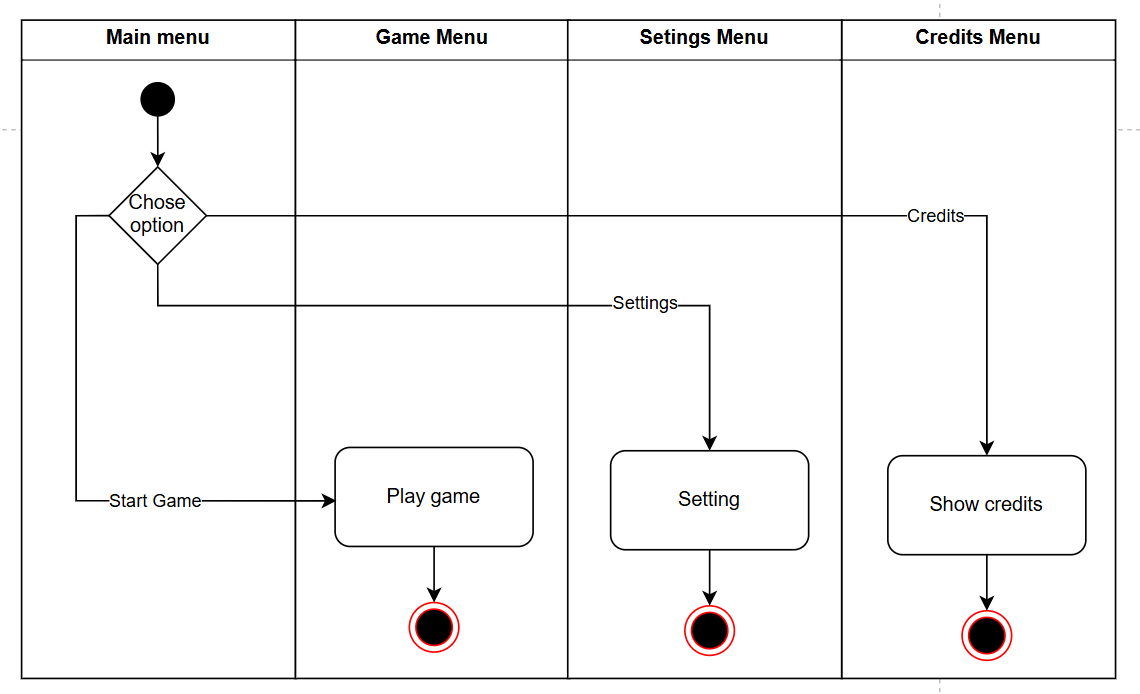 Main menu
Game Menu
Setings Menu
Credits Menu
Chose
option
Credits
Settings
Start Game
Play game
Setting
Show credits